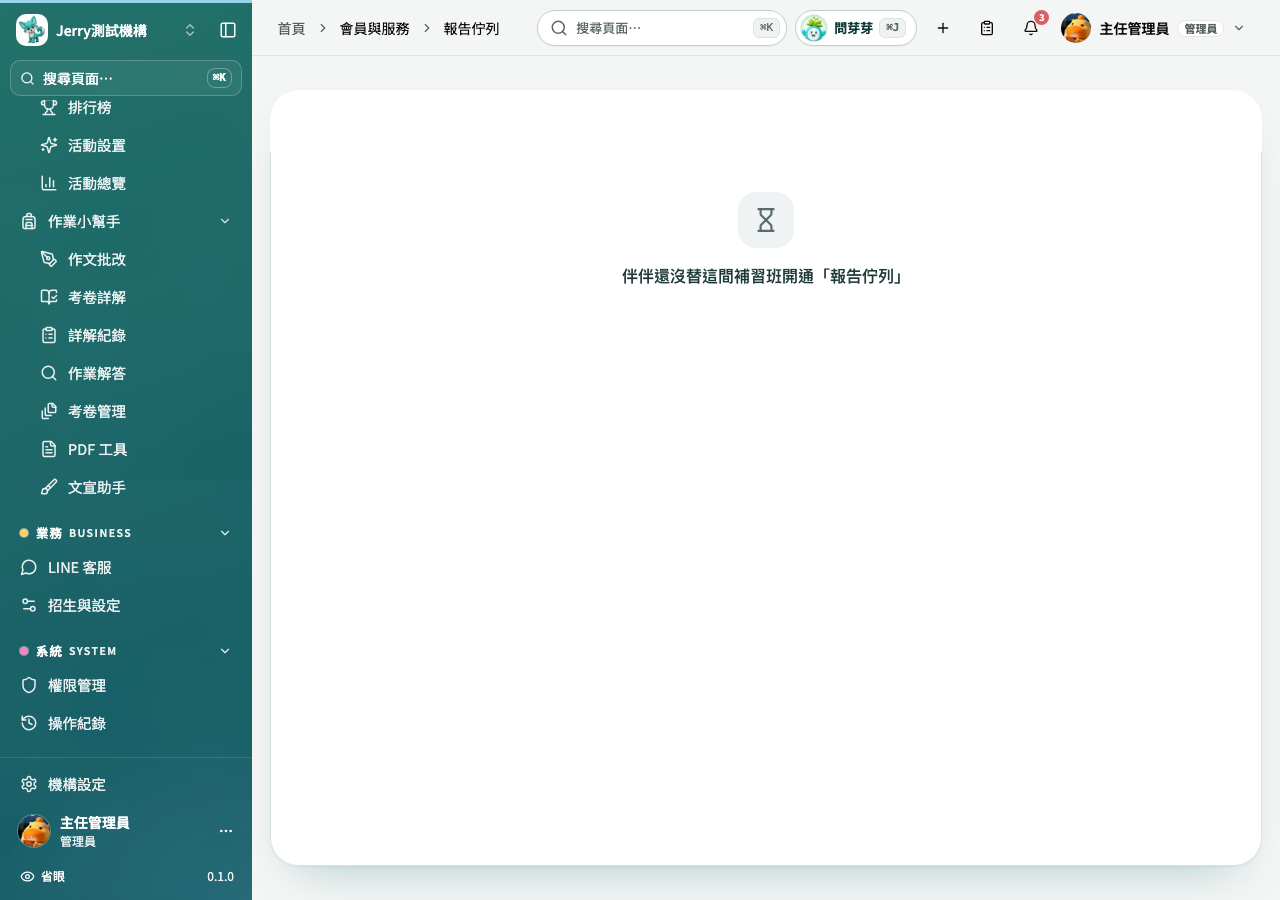 Jerry測試機構
搜尋頁面… ⌘K
排行榜
活動設置
活動總覽
作業小幫手
作文批改
考卷詳解
詳解紀錄
作業解答
考卷管理
PDF 工具
文宣助手
業務 BUSINESS
LINE 客服
招生與設定
系統 SYSTEM
權限管理
操作紀錄
機構設定
主任管理員
管理員
省眼 0.1.0
首頁 會員與服務 報告佇列 搜尋頁面… ⌘K 問芽芽 ⌘J 3 主任管理員 管理員
伴伴還沒替這間補習班開通「報告佇列」